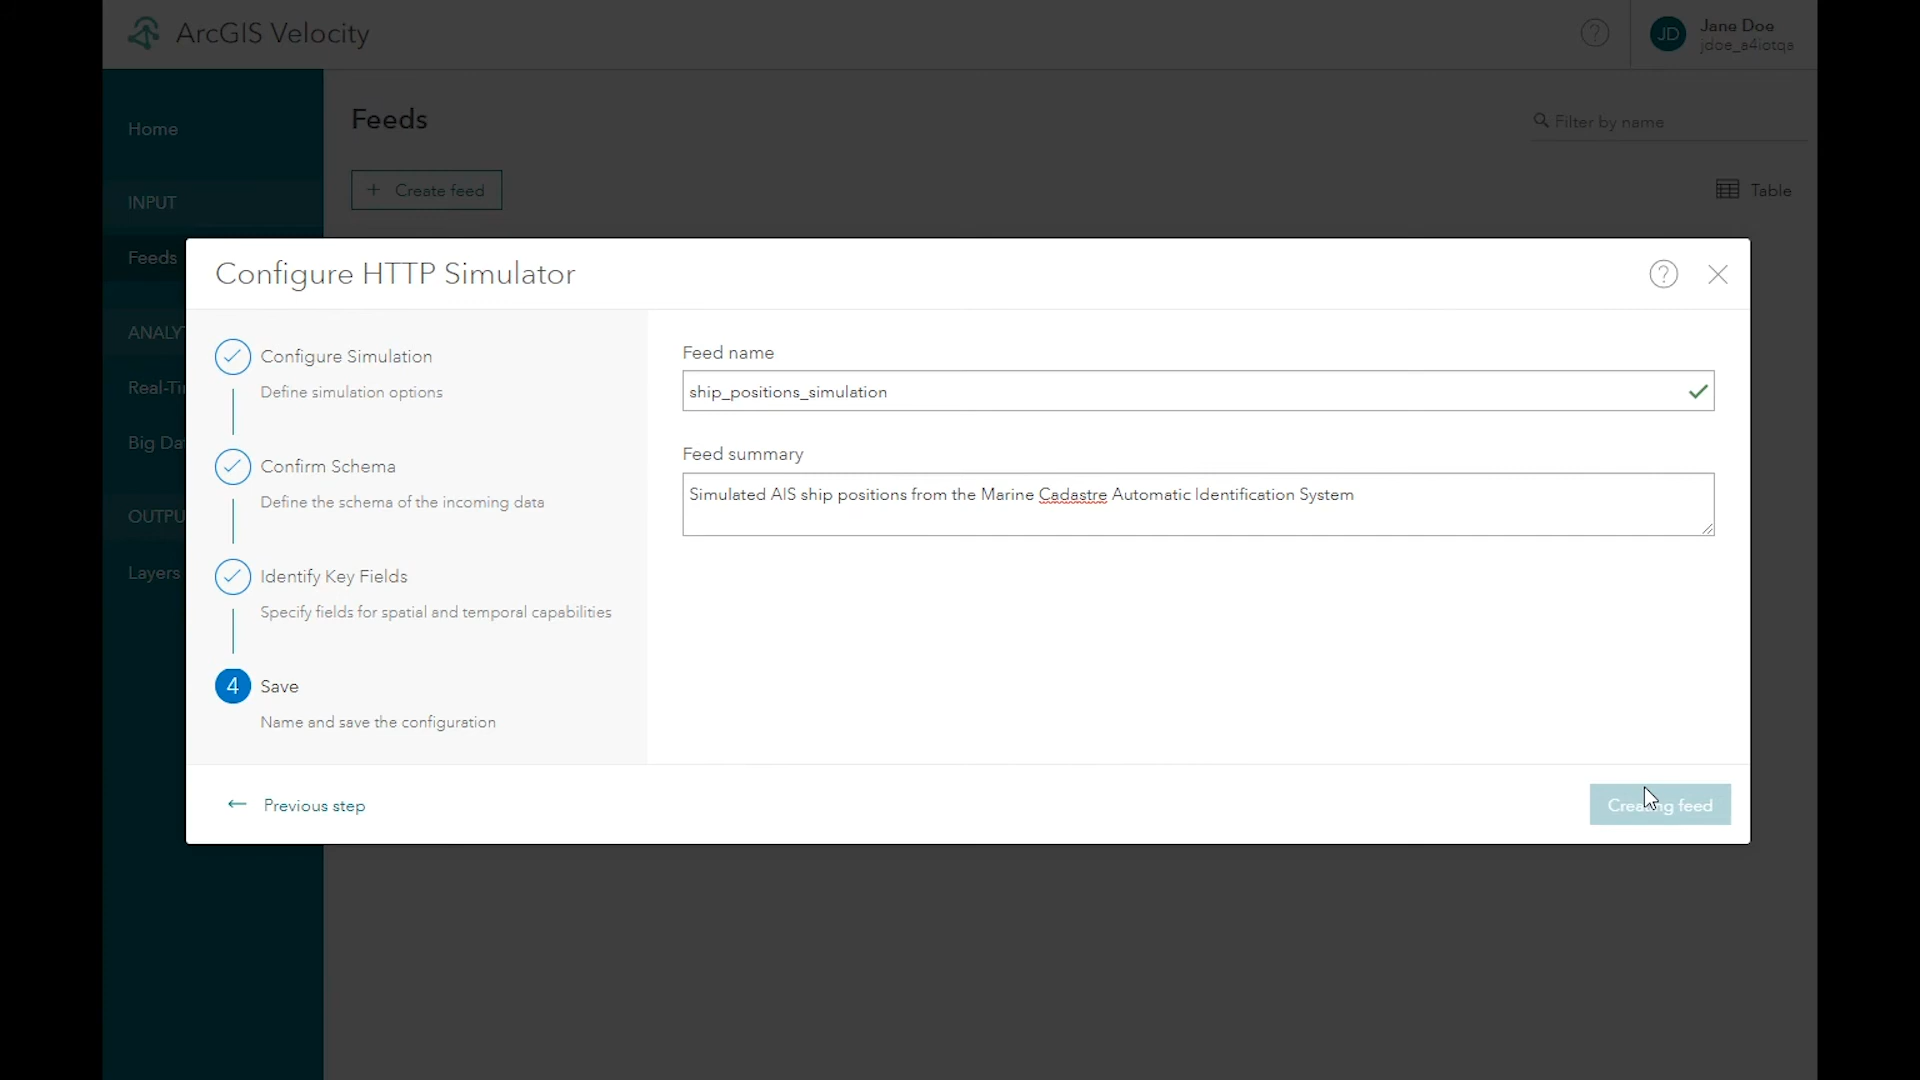 ArcGIS Velocity
JD
Jane Doe
jdoe_a4iotqa
Home
INPUT
Feeds
Real-Ti
Big Da
Layers
Feeds
Filter by name
+ Create feed
Table
Configure HTTP Simulator
Configure Simulation
Define simulation options
Confirm Schema
Define the schema of the incoming data
Identify Key Fields
Specify fields for spatial and temporal capabilities
4 Save
Name and save the configuration
Feed name
ship_positions_simulation
Feed summary
Simulated AIS ship positions from the Marine Cadastre Automatic Identification System
Previous step
Creating feed